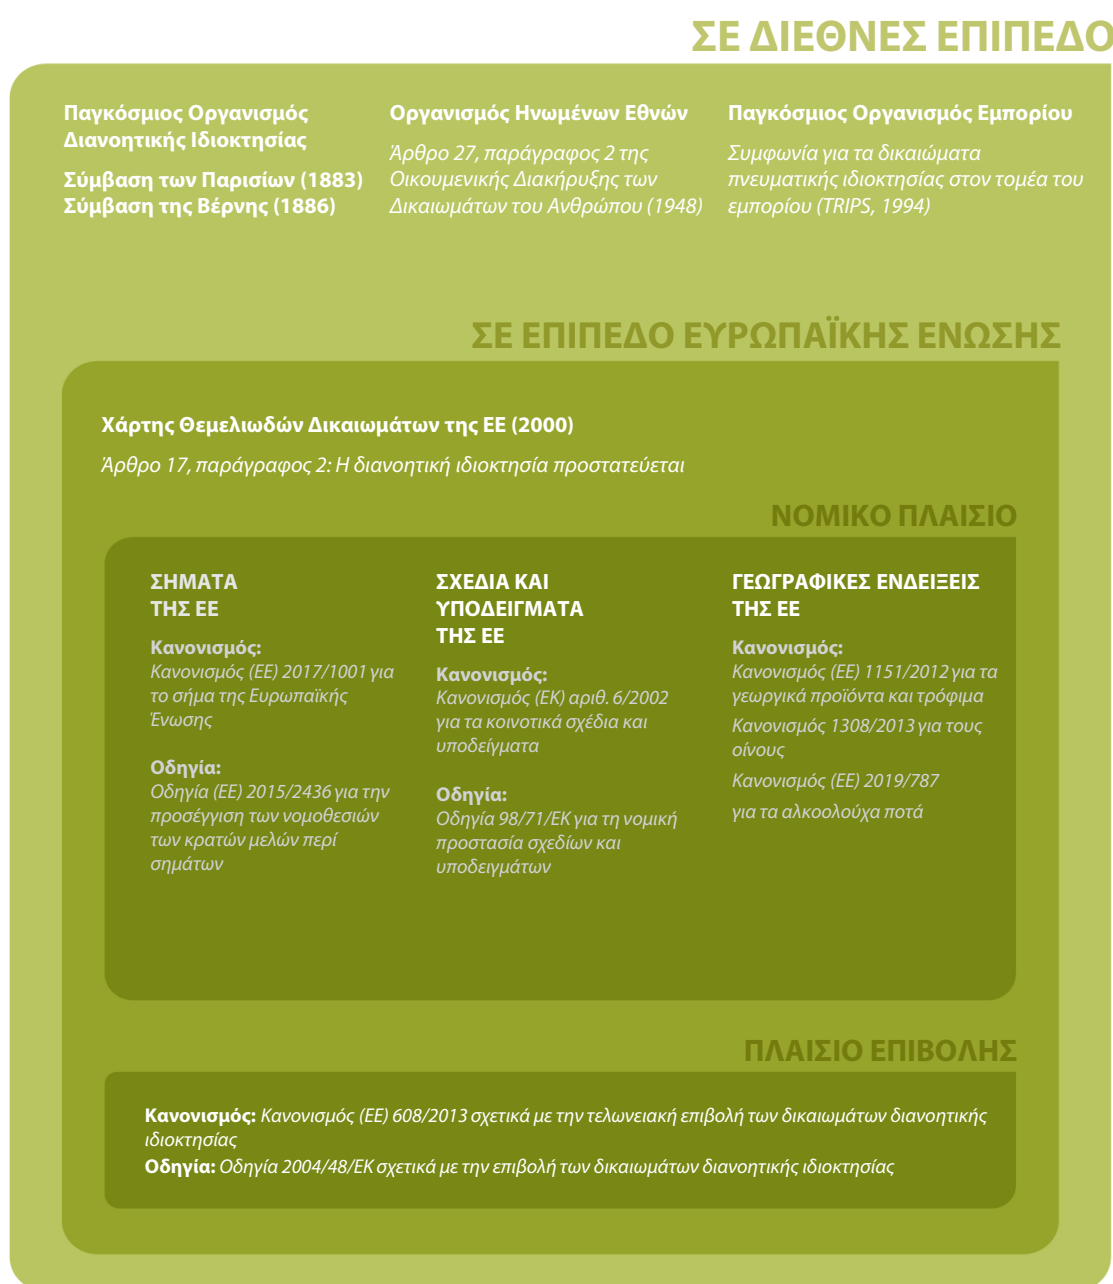 ΣΕ ΔΙΕΘΝΕΣ ΕΠΙΠΕΔΟ
Παγκόσμιος Οργανισμός
Διανοητικής Ιδιοκτησίας
Σύμβαση των Παρισίων (1883)
Σύμβαση της Βέρνης (1886)
Οργανισμός Ηνωμένων Εθνών
Άρθρο 27, παράγραφος 2 της
Οικουμενικής Διακήρυξης των
Δικαιωμάτων του Ανθρώπου (1948)
Παγκόσμιος Οργανισμός Εμπορίου
Συμφωνία για τα δικαιώματα
πνευματικής ιδιοκτησίας στον τομέα του
εμπορίου (TRIPS, 1994)
ΣΕ ΕΠΙΠΕΔΟ ΕΥΡΩΠΑΪΚΗΣ ΕΝΩΣΗΣ
Χάρτης Θεμελιωδών Δικαιωμάτων της ΕΕ (2000)
Άρθρο 17, παράγραφος 2: Η διανοητική ιδιοκτησία προστατεύεται
ΝΟΜΙΚΟ ΠΛΑΙΣΙΟ
ΣΗΜΑΤΑ
ΤΗΣ ΕΕ
Κανονισμός:
Κανονισμός (ΕΕ) 2017/1001 για
το σήμα της Ευρωπαϊκής
Ένωσης
Οδηγία:
Οδηγία (ΕΕ) 2015/2436 για την
προσέγγιση των νομοθεσιών
των κρατών μελών περί
σημάτων
ΣΧΕΔΙΑ ΚΑΙ
ΥΠΟΔΕΙΓΜΑΤΑ
ΤΗΣ ΕΕ
Κανονισμός:
Κανονισμός (ΕΚ) αριθ. 6/2002
για τα κοινοτικά σχέδια και
υποδείγματα
Οδηγία:
Οδηγία 98/71/ΕΚ για τη νομική
προστασία σχεδίων και
υποδειγμάτων
ΓΕΩΓΡΑΦΙΚΕΣ ΕΝΔΕΙΞΕΙΣ
ΤΗΣ ΕΕ
Κανονισμός:
Κανονισμός (ΕΕ) 1151/2012 για τα
γεωργικά προϊόντα και τρόφιμα
Κανονισμός 1308/2013 για τους
οίνους
Κανονισμός (ΕΕ) 2019/787
για τα αλκοολούχα ποτά
ΠΛΑΙΣΙΟ ΕΠΙΒΟΛΗΣ
Κανονισμός: Κανονισμός (ΕΕ) 608/2013 σχετικά με την τελωνειακή επιβολή των δικαιωμάτων διανοητικής
ιδιοκτησίας
Οδηγία: Οδηγία 2004/48/ΕΚ σχετικά με την επιβολή των δικαιωμάτων διανοητικής ιδιοκτησίας